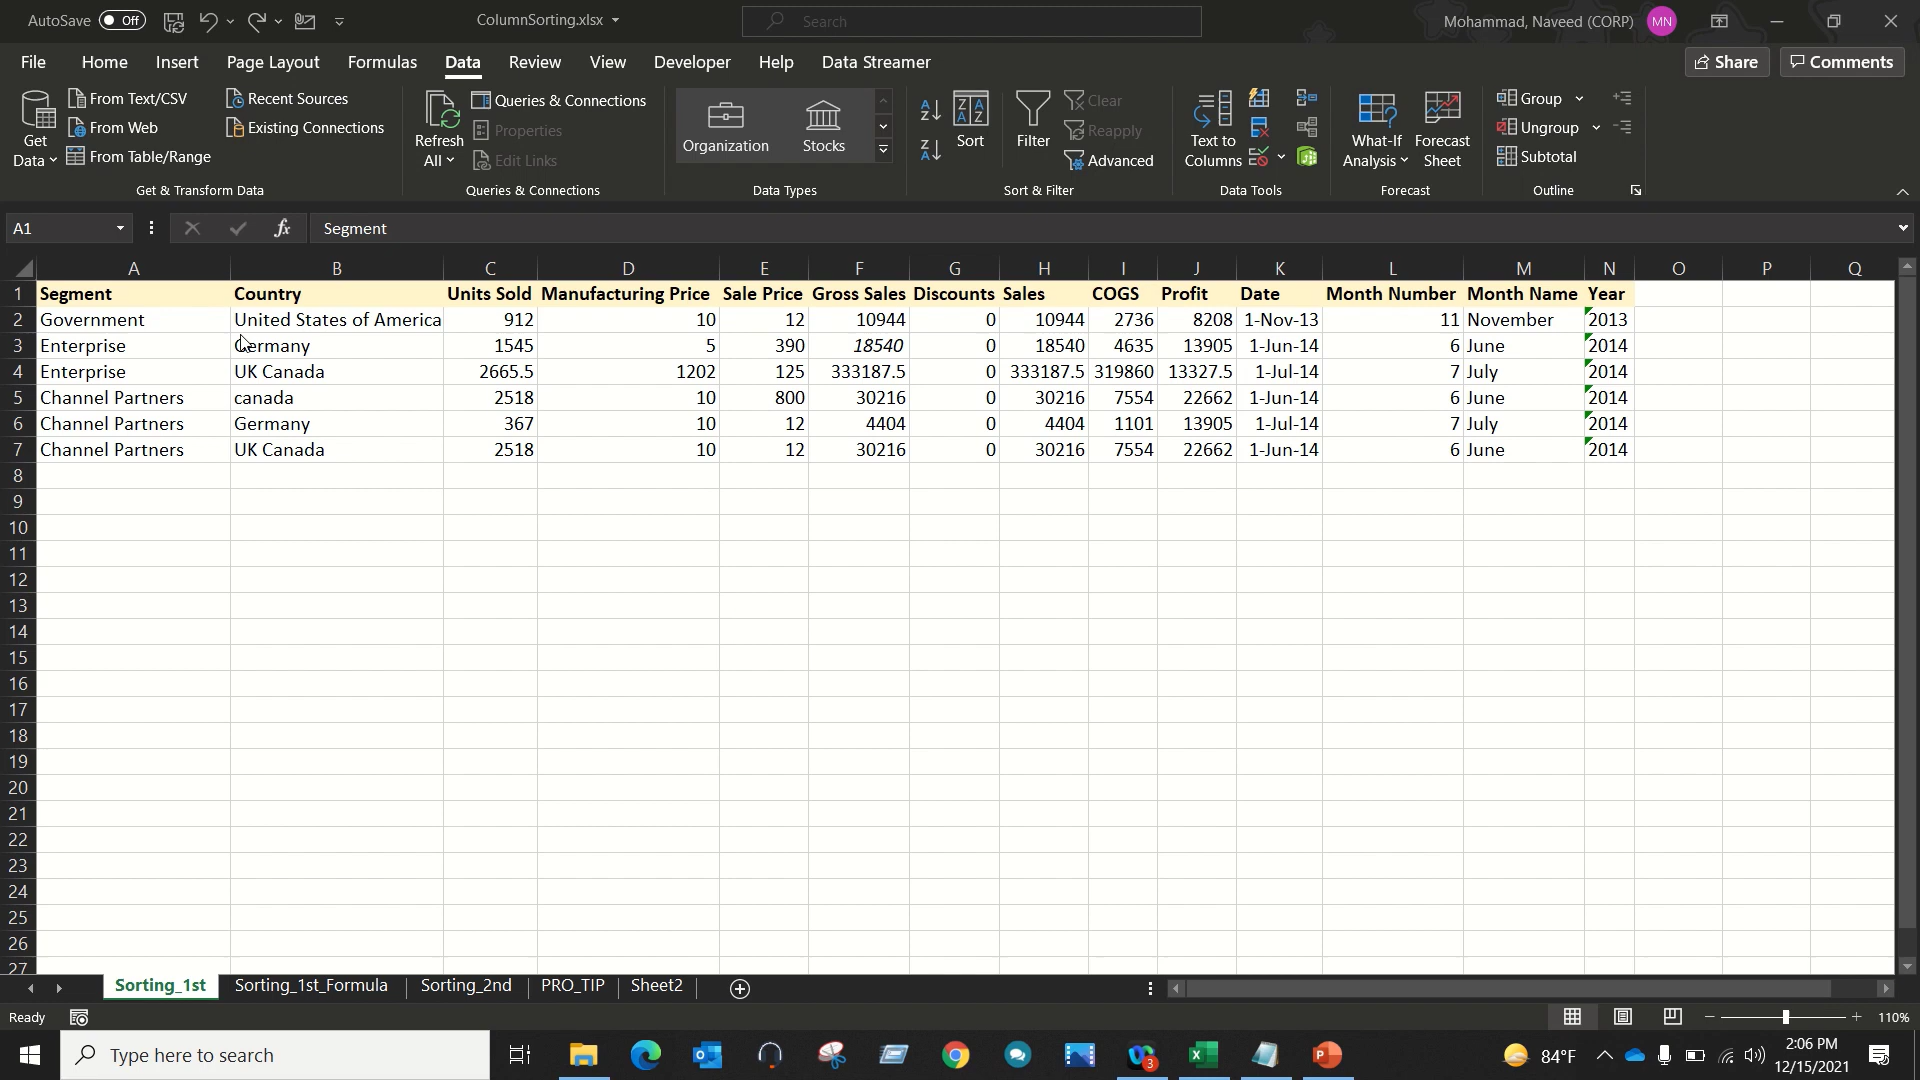 AutoSave Off ColumnSorting.xlsx Search Mohammad, Naveed (CORP) MN
File Home Insert Page Layout Formulas Data Review View Developer Help Data Streamer Share Comments
Get Data
From Text/CSV
From Web
From Table/Range
Recent Sources
Existing Connections
Get & Transform Data
Refresh All
Queries & Connections
Properties
Edit Links
Queries & Connections
Organization Stocks
Data Types
Sort
Filter
Clear
Reapply
Advanced
Sort & Filter
Text to Columns
Data Tools
What-If Analysis
Forecast Sheet
Forecast
Group
Ungroup
Subtotal
Outline
A1 fx Segment
A B C D E F G H I J K L M N O P Q
1 Segment Country Units Sold Manufacturing Price Sale Price Gross Sales Discounts Sales COGS Profit Date Month Number Month Name Year
2 Government United States of America 912 10 12 10944 0 10944 2736 8208 1-Nov-13 11 November 2013
3 Enterprise Germany 1545 5 390 18540 0 18540 4635 13905 1-Jun-14 6 June 2014
4 Enterprise UK Canada 2665.5 1202 125 333187.5 0 333187.5 319860 13327.5 1-Jul-14 7 July 2014
5 Channel Partners canada 2518 10 800 30216 0 30216 7554 22662 1-Jun-14 6 June 2014
6 Channel Partners Germany 367 10 12 4404 0 4404 1101 13905 1-Jul-14 7 July 2014
7 Channel Partners UK Canada 2518 10 12 30216 0 30216 7554 22662 1-Jun-14 6 June 2014
8
9
10
11
12
13
14
15
16
17
18
19
20
21
22
23
24
25
26
27
Sorting_1st Sorting_1st_Formula Sorting_2nd PRO_TIP Sheet2
Ready 110%
Type here to search 3 84°F 2:06 PM
12/15/2021